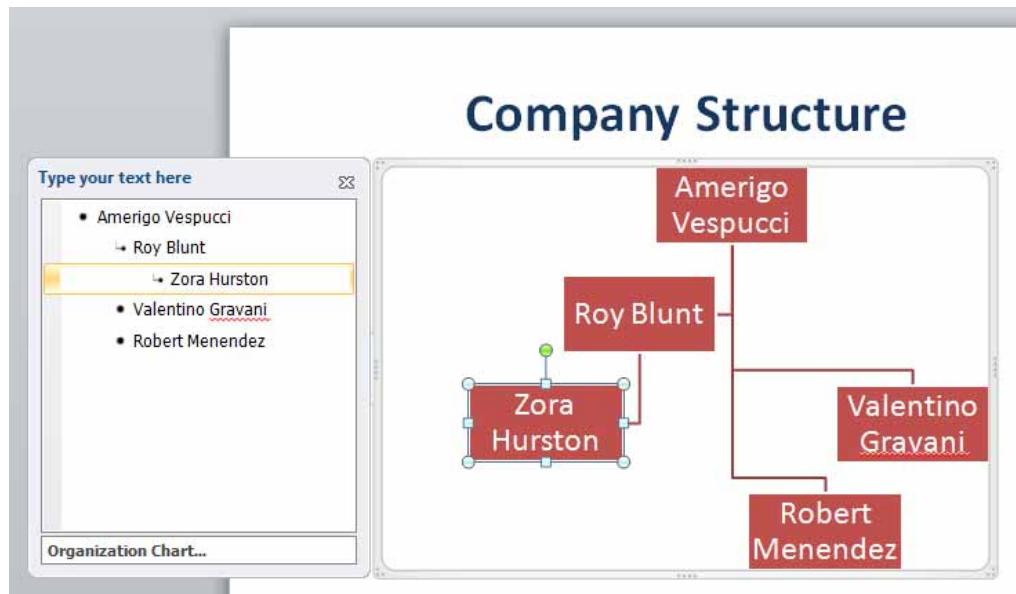 Company Structure
Type your text here
Amerigo Vespucci
Roy Blunt
Zora Hurston
Valentino Gravani
Robert Menendez
Organization Chart...
Amerigo
Vespucci
Roy Blunt
Zora
Hurston
Valentino
Gravani
Robert
Menendez